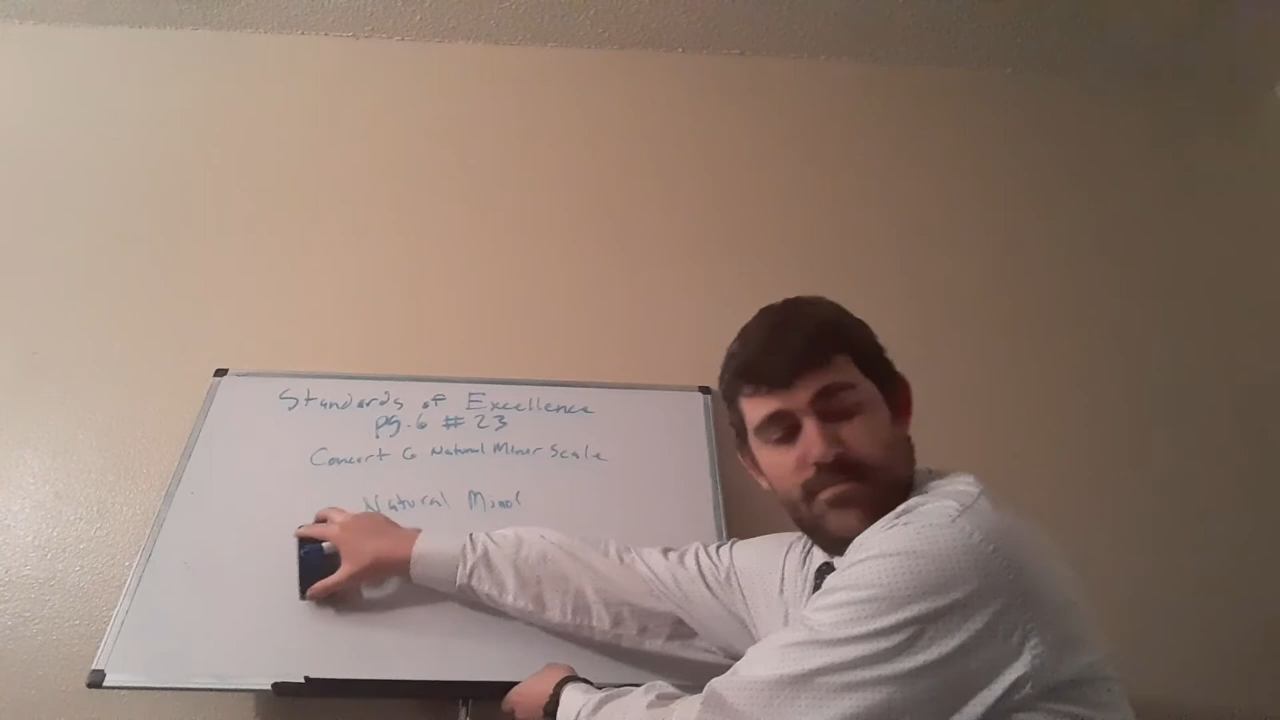 Standards of Excellence
pg.6 #23
Concert G Natural Minor Scale
Natural Minor